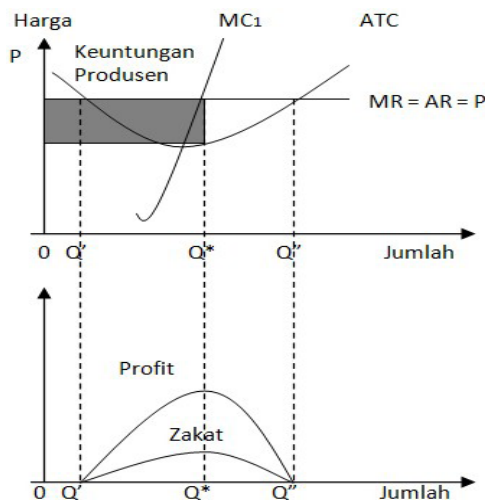 Harga
MC1
ATC
P
Keuntungan
Produsen
MR = AR = P
0 Q' Q* Q" Jumlah
Profit
Zakat
0 Q' Q* Q" Jumlah